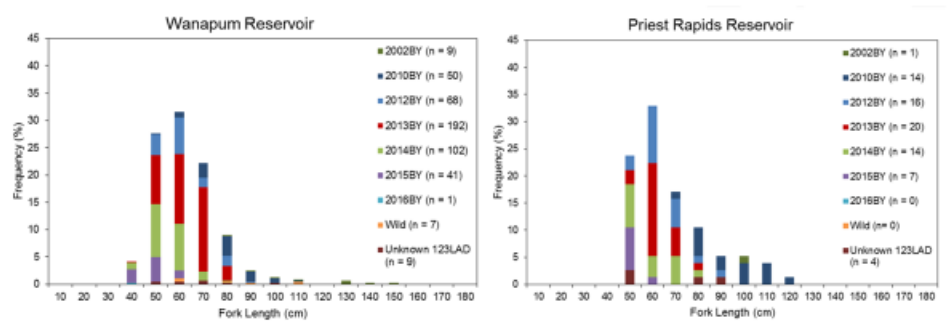 Wanapum Reservoir
45
40
35
30
25
20
15
10
5
0
Frequency (%)
2002BY (n = 9)
2010BY (n = 50)
2012BY (n = 68)
2013BY (n = 192)
2014BY (n = 102)
2015BY (n = 41)
2016BY (n = 1)
Wild (n = 7)
Unknown 123LAD
(n = 9)
10 20 30 40 50 60 70 80 90 100 110 120 130 140 150 160 170 180
Fork Length (cm)
Priest Rapids Reservoir
45
40
35
30
25
20
15
10
5
0
Frequency (%)
2002BY (n = 1)
2010BY (n = 14)
2012BY (n = 16)
2013BY (n = 20)
2014BY (n = 14)
2015BY (n = 7)
2016BY (n = 0)
Wild (n= 0)
Unknown 123LAD
(n = 4)
10 20 30 40 50 60 70 80 90 100 110 120 130 140 150 160 170 180
Fork Length (cm)